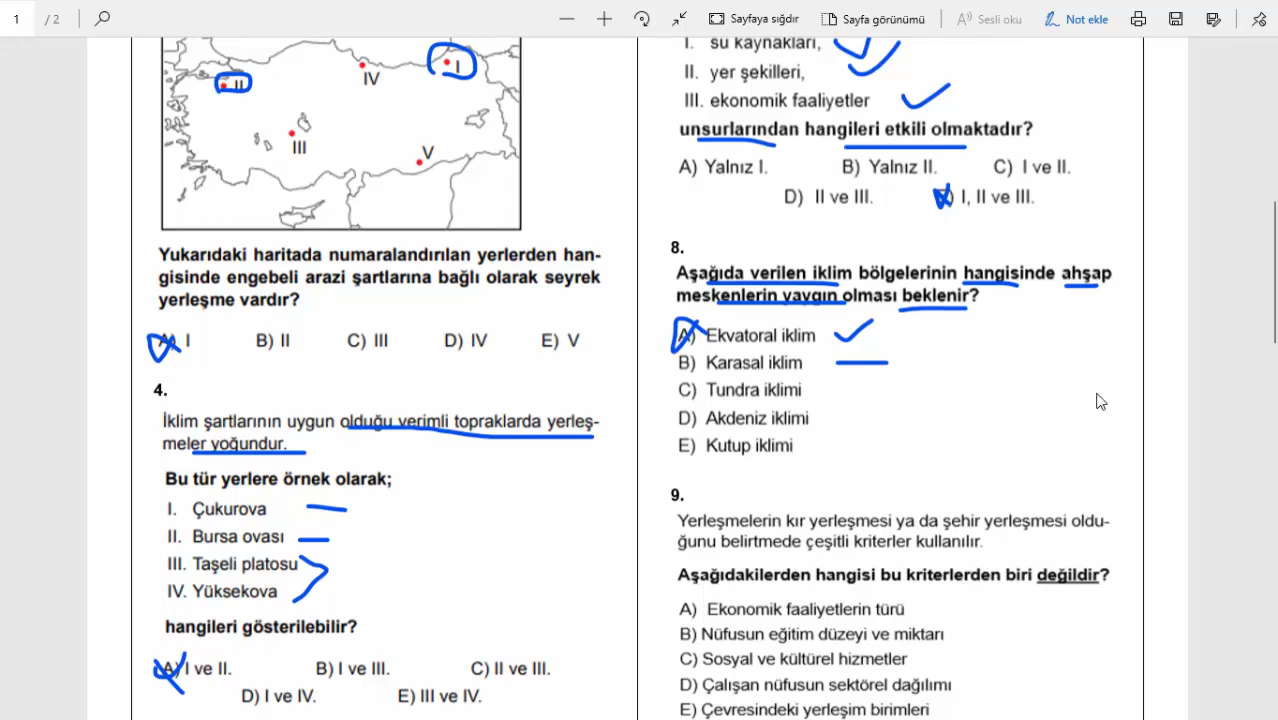 1 / 2
Sayfaya sığdır
Sayfa görünümü
Sesli oku
Not ekle
I
II
IV
III
V
Yukarıdaki haritada numaralandırılan yerlerden han-
gisinde engebeli arazi şartlarına bağlı olarak seyrek
yerleşme vardır?
A) I B) II C) III D) IV E) V
4.
İklim şartlarının uygun olduğu verimli topraklarda yerleş-
meler yoğundur.
Bu tür yerlere örnek olarak;
I. Çukurova
II. Bursa ovası
III. Taşeli platosu
IV. Yüksekova
hangileri gösterilebilir?
A) I ve II. B) I ve III. C) II ve III.
D) I ve IV. E) III ve IV.
I. su kaynakları,
II. yer şekilleri,
III. ekonomik faaliyetler
unsurlarından hangileri etkili olmaktadır?
A) Yalnız I. B) Yalnız II. C) I ve II.
D) II ve III. E) I, II ve III.
8.
Aşağıda verilen iklim bölgelerinin hangisinde ahşap
meskenlerin yaygın olması beklenir?
A) Ekvatoral iklim
B) Karasal iklim
C) Tundra iklimi
D) Akdeniz iklimi
E) Kutup iklimi
9.
Yerleşmelerin kır yerleşmesi ya da şehir yerleşmesi oldu-
ğunu belirtmede çeşitli kriterler kullanılır.
Aşağıdakilerden hangisi bu kriterlerden biri değildir?
A) Ekonomik faaliyetlerin türü
B) Nüfusun eğitim düzeyi ve miktarı
C) Sosyal ve kültürel hizmetler
D) Çalışan nüfusun sektörel dağılımı
E) Çevresindeki yerleşim birimleri